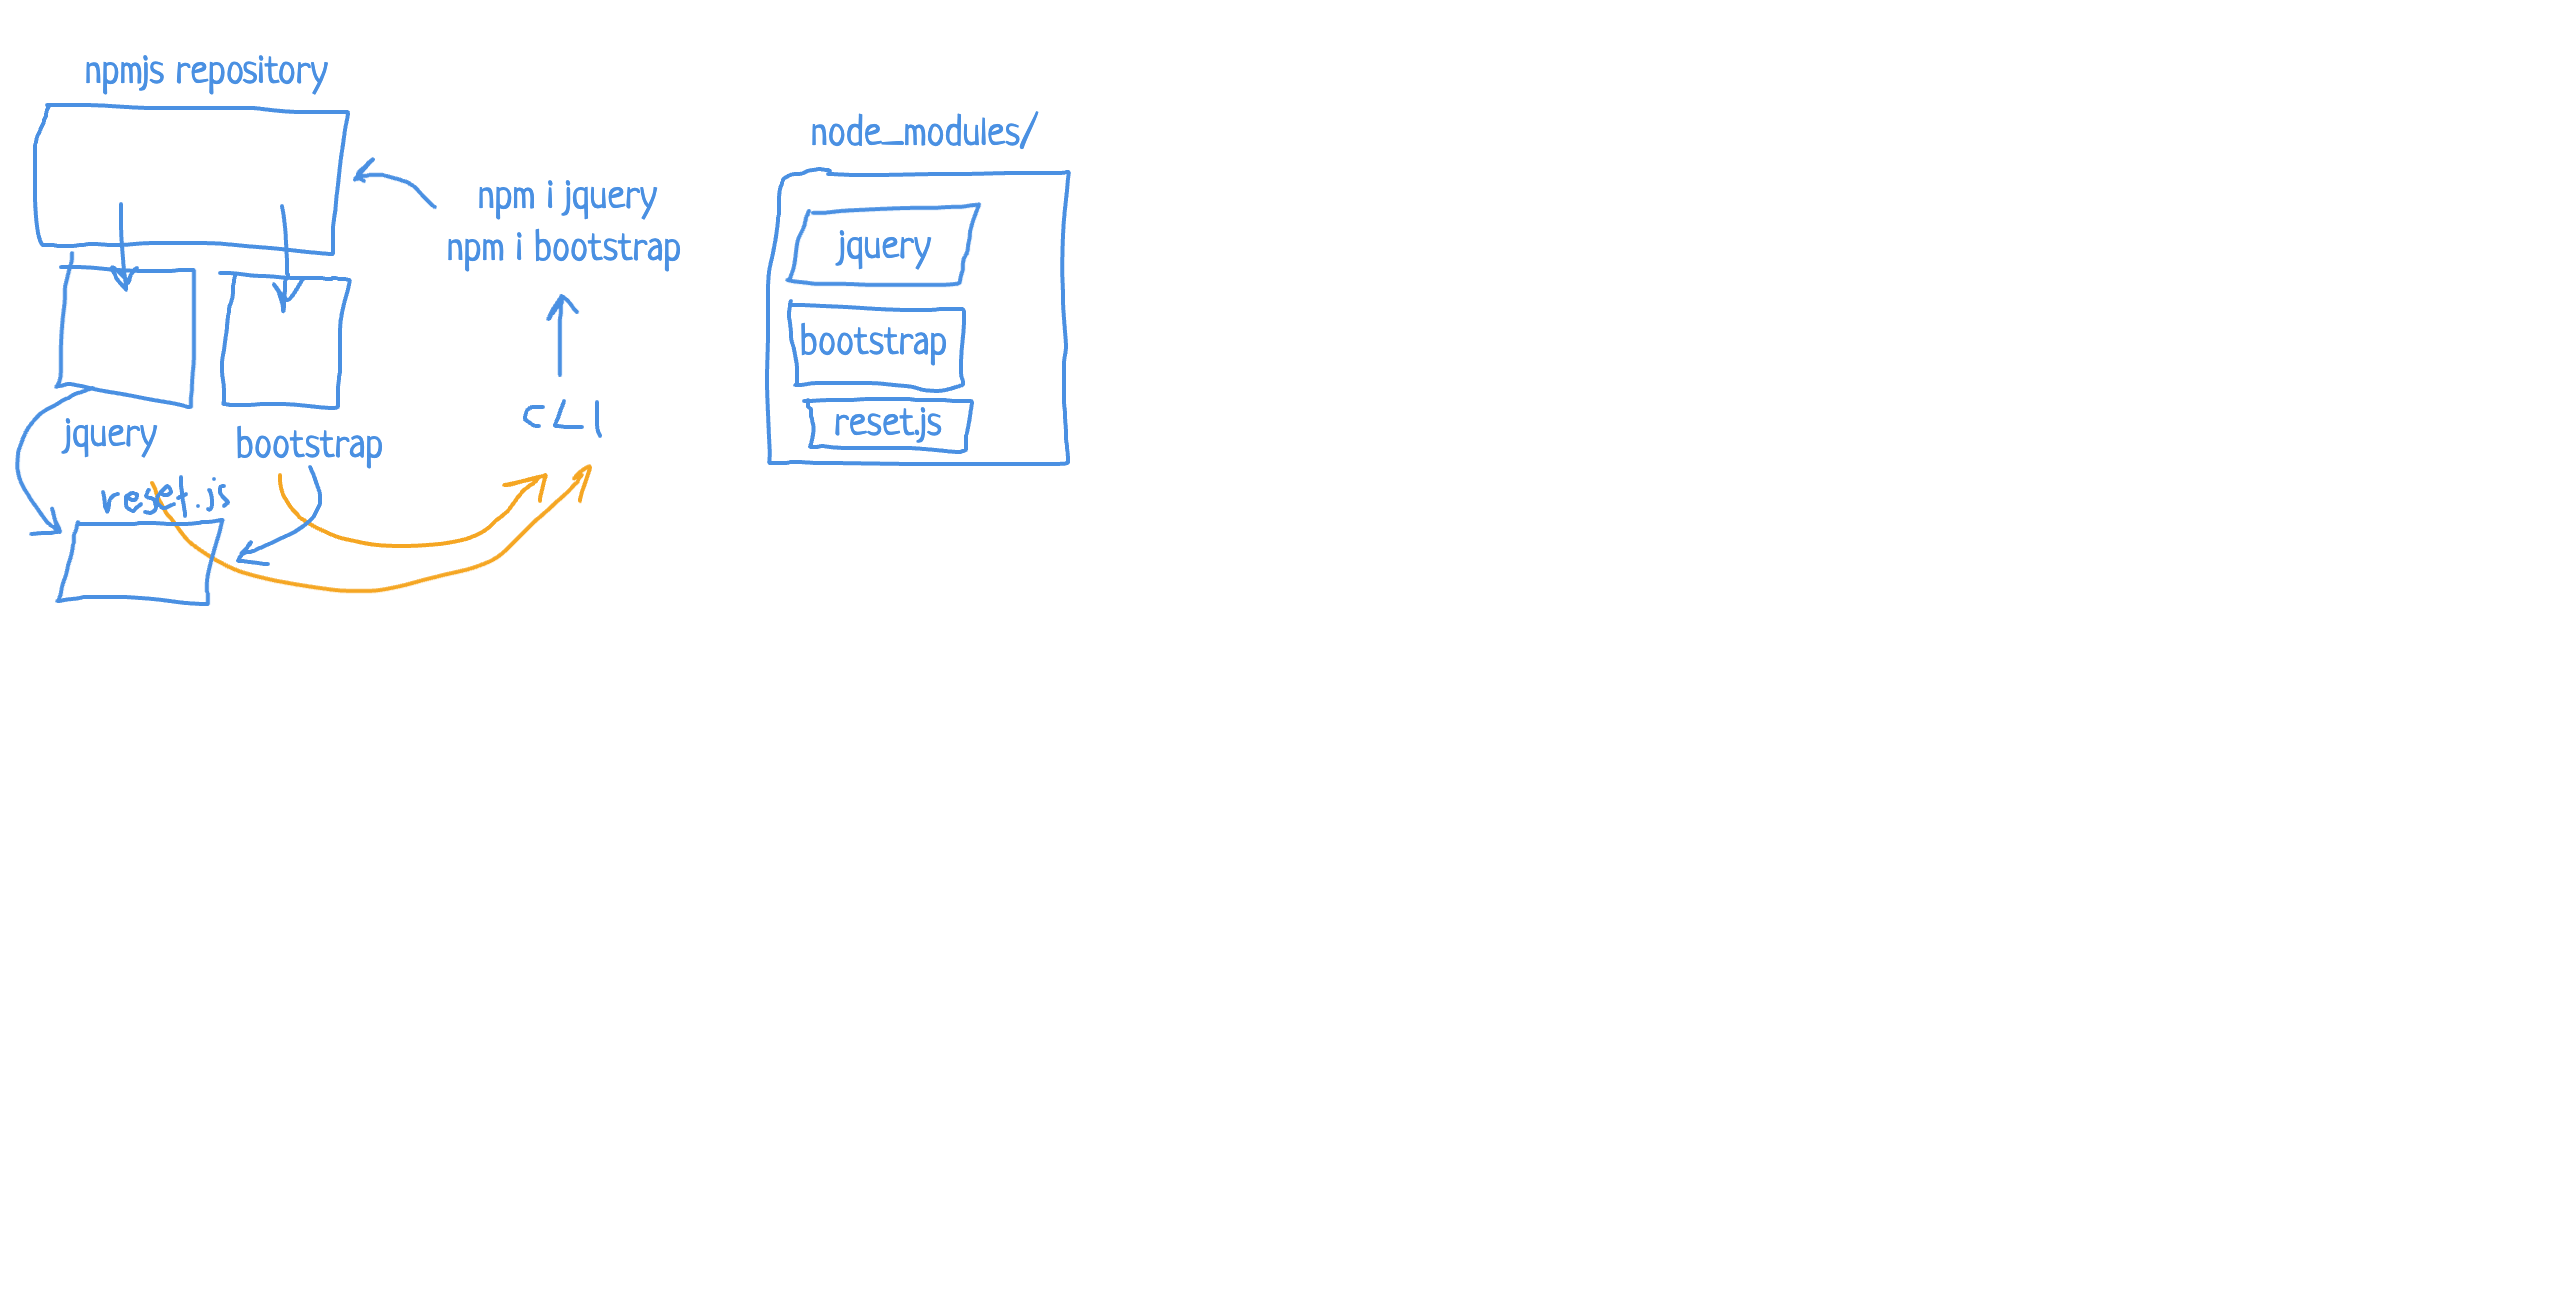 npmjs repository
npm i jquery
npm i bootstrap
CLI
jquery
bootstrap
reset.js
node_modules/
jquery
bootstrap
reset.js